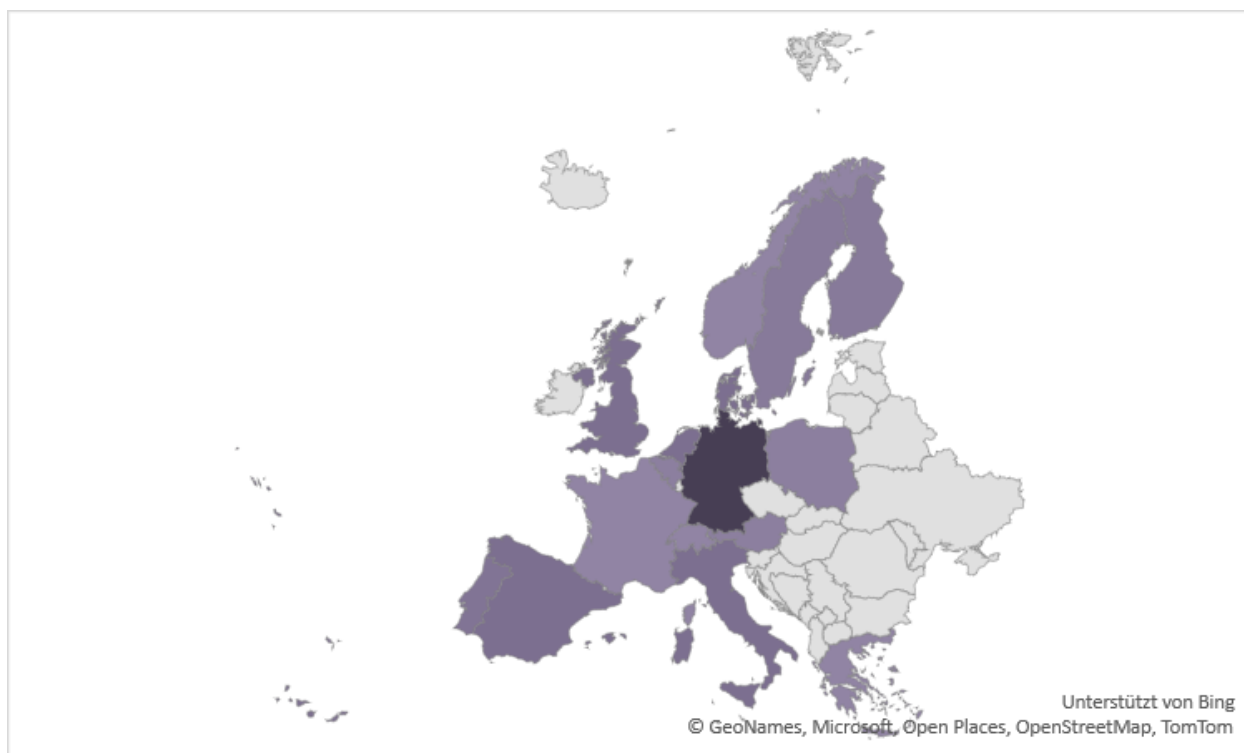 Unterstützt von Bing
© GeoNames, Microsoft, Open Places, OpenStreetMap, TomTom